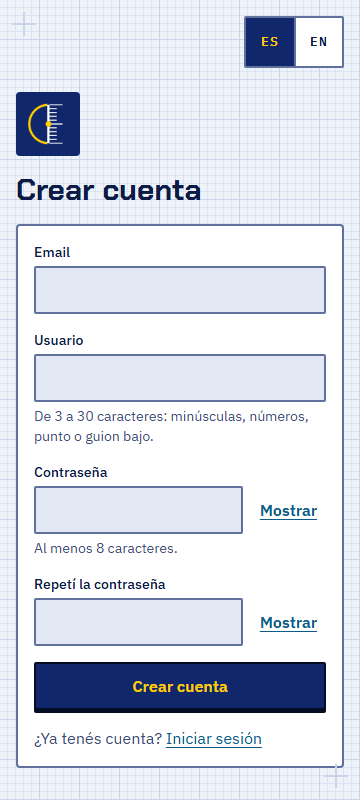 ES EN
Crear cuenta
Email
Usuario
De 3 a 30 caracteres: minúsculas, números,
punto o guion bajo.
Contraseña
Mostrar
Al menos 8 caracteres.
Repetí la contraseña
Mostrar
Crear cuenta
¿Ya tenés cuenta? Iniciar sesión